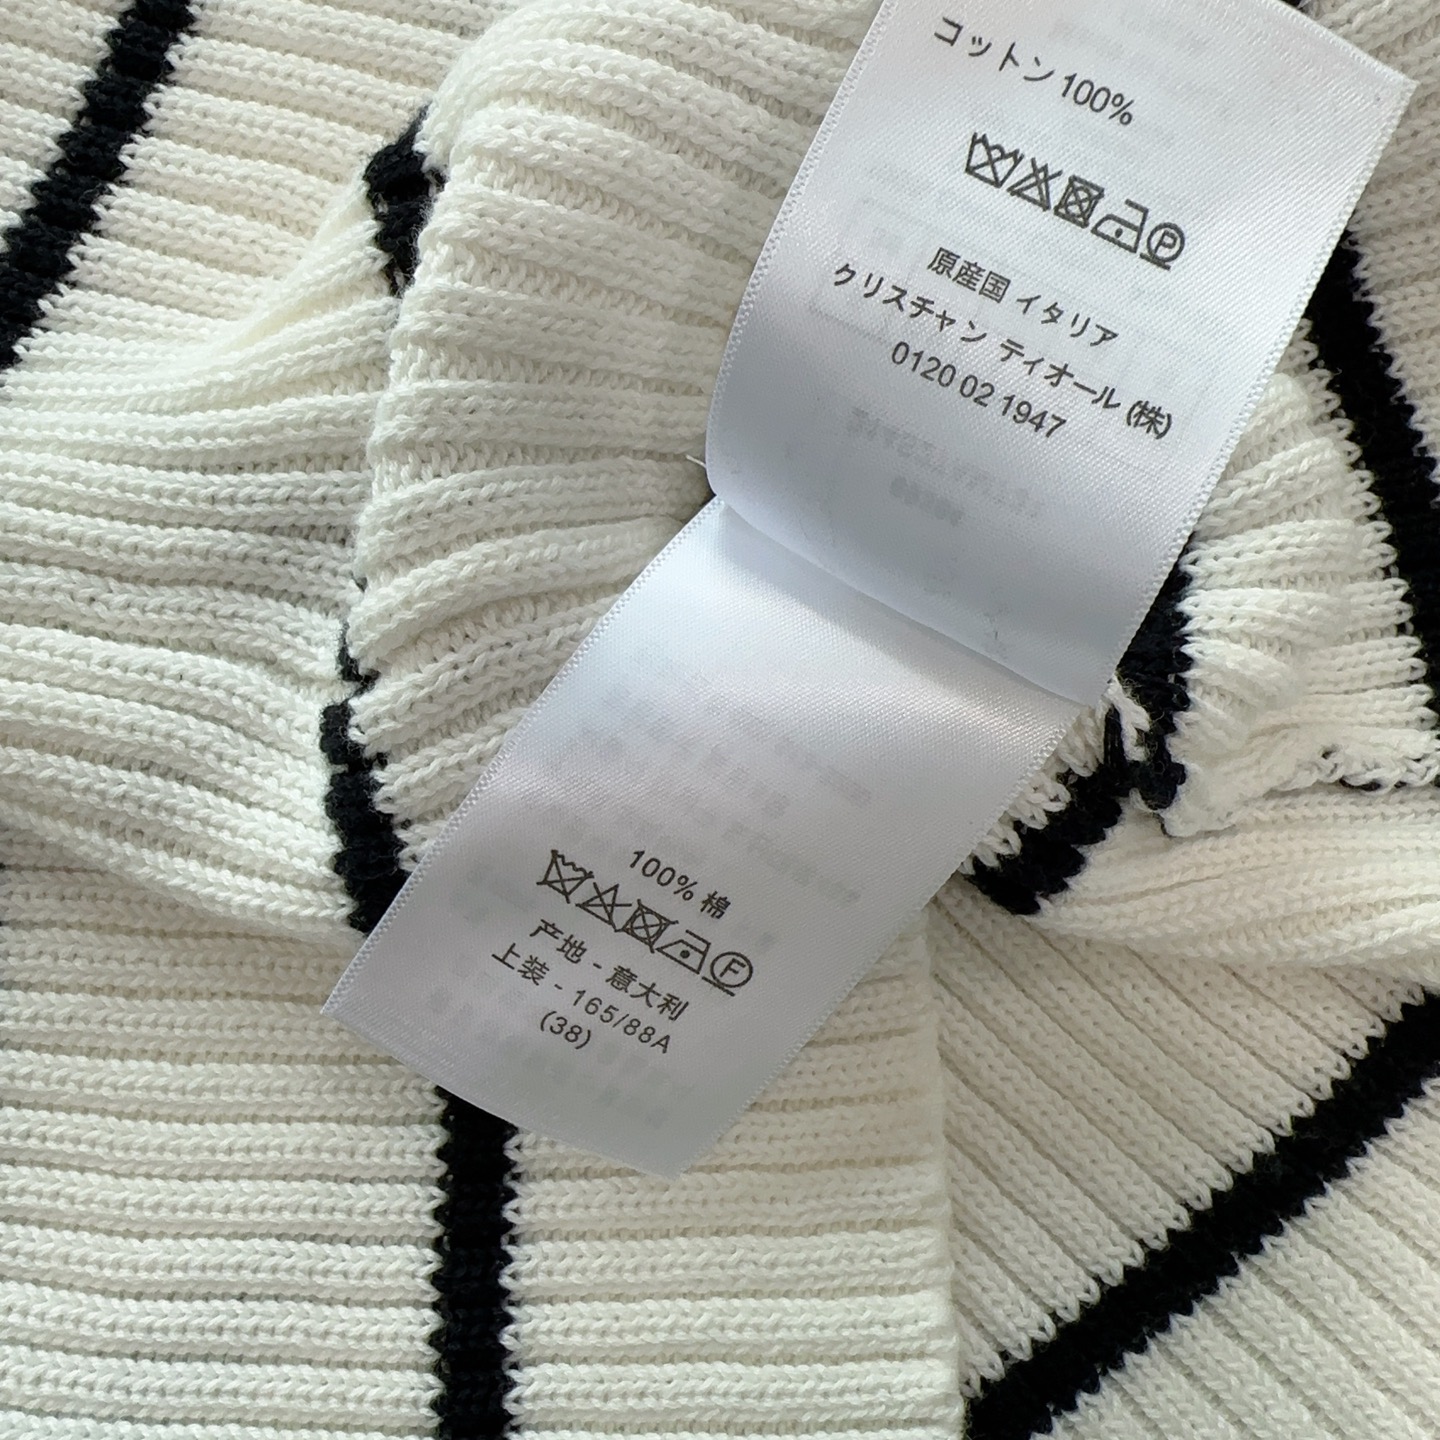 コットン 100%
P
原産国 イタリア
クリスチャン ティオール (株)
0120 02 1947
100% 棉
F
产地 - 意大利
上装 - 165/88A
(38)